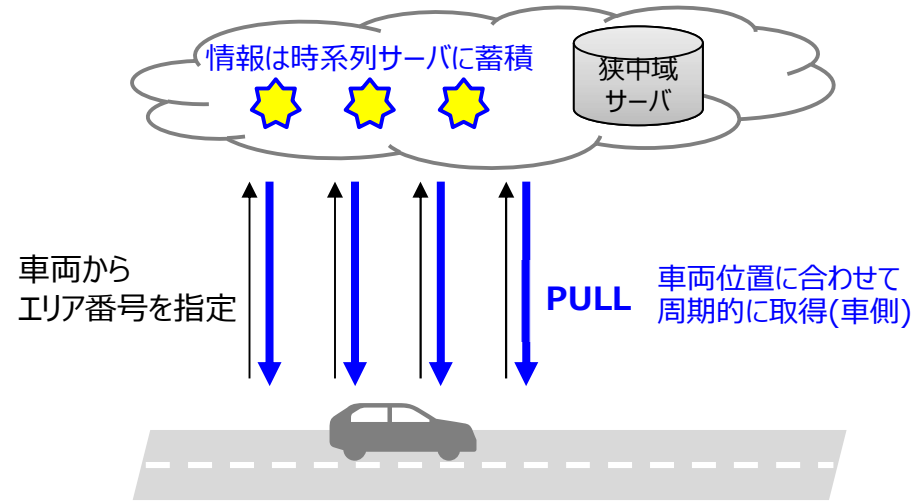 情報は時系列サーバに蓄積
狭中域
サーバ
車両から
エリア番号を指定
PULL
車両位置に合わせて
周期的に取得(車側)